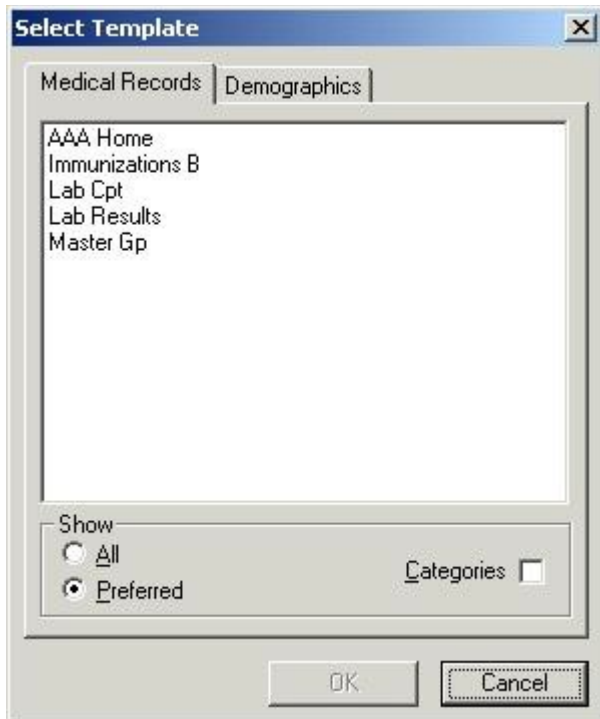 Select Template
Medical Records Demographics
AAA Home
Immunizations B
Lab Cpt
Lab Results
Master Gp
Show
All
Categories
Preferred
OK Cancel